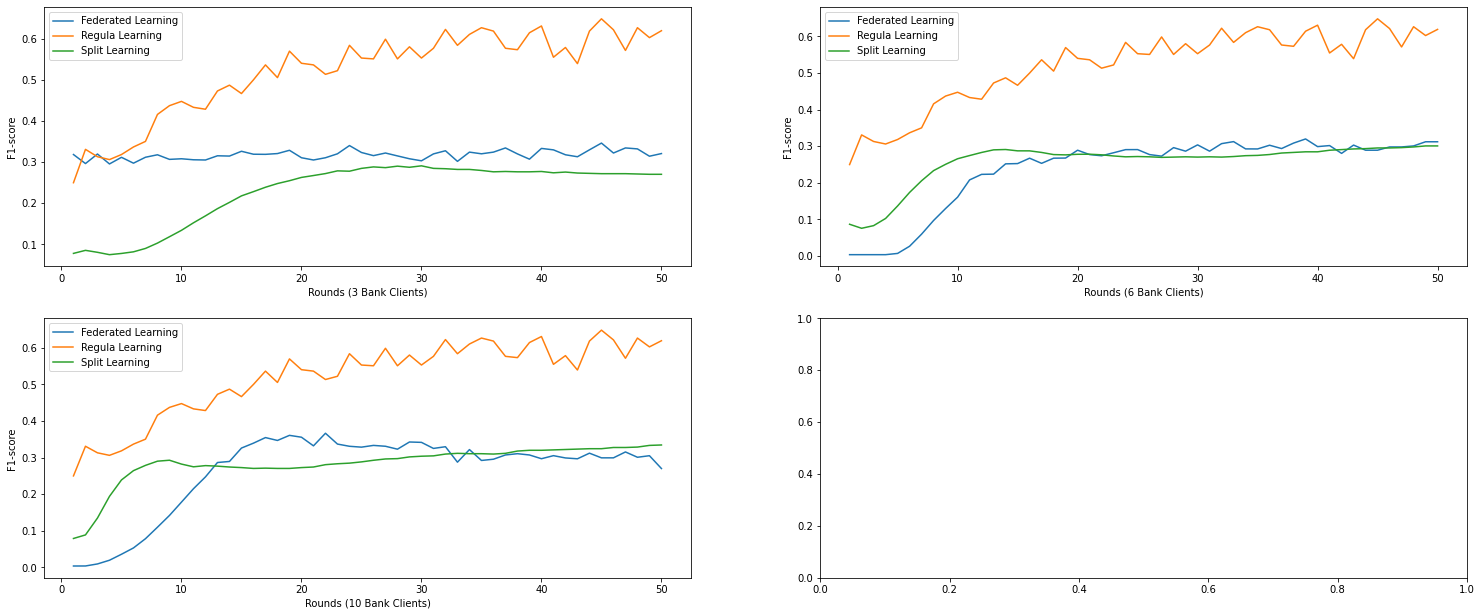 Federated Learning
Regula Learning
Split Learning
F1-score
0.6
0.5
0.4
0.3
0.2
0.1
0 10 20 30 40 50
Rounds (3 Bank Clients)
Federated Learning
Regula Learning
Split Learning
F1-score
0.6
0.5
0.4
0.3
0.2
0.1
0.0
0 10 20 30 40 50
Rounds (6 Bank Clients)
Federated Learning
Regula Learning
Split Learning
F1-score
0.6
0.5
0.4
0.3
0.2
0.1
0.0
0 10 20 30 40 50
Rounds (10 Bank Clients)
1.0
0.8
0.6
0.4
0.2
0.0
0.0 0.2 0.4 0.6 0.8 1.0